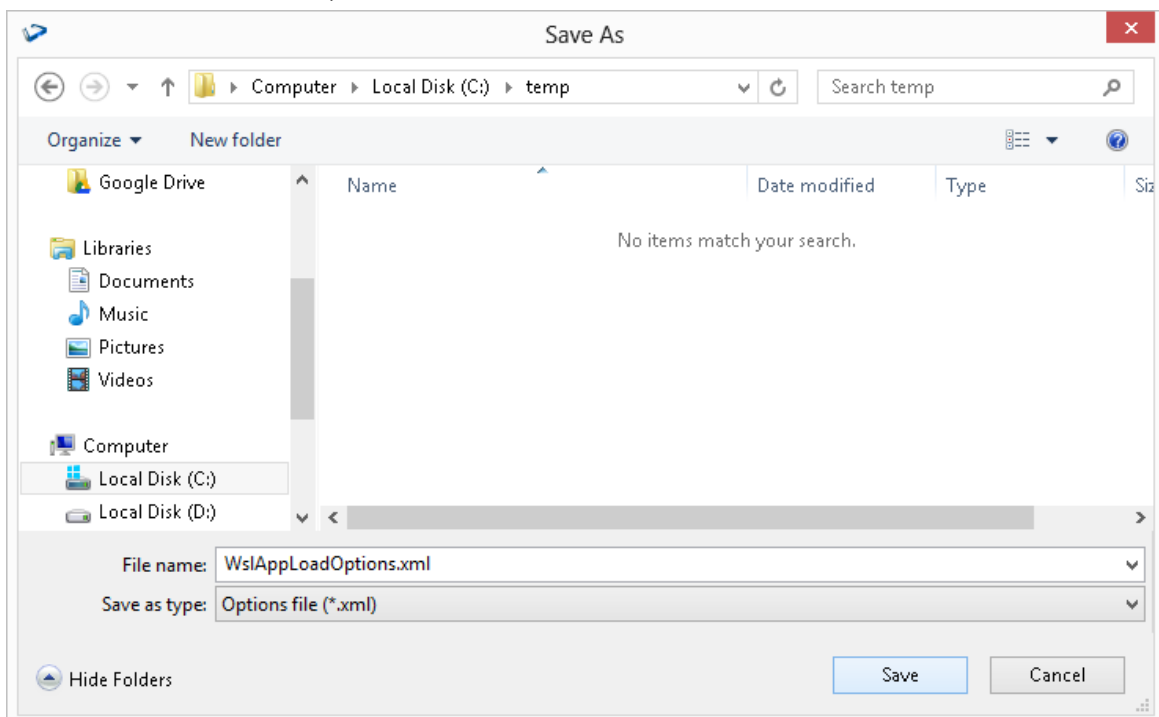 Save As
Computer Local Disk (C:) temp
Search temp
Organize New folder
Google Drive
Name Date modified Type Siz
No items match your search.
Libraries
Documents
Music
Pictures
Videos
Computer
Local Disk (C:)
Local Disk (D:)
File name: WslAppLoadOptions.xml
Save as type: Options file (*.xml)
Hide Folders
Save Cancel